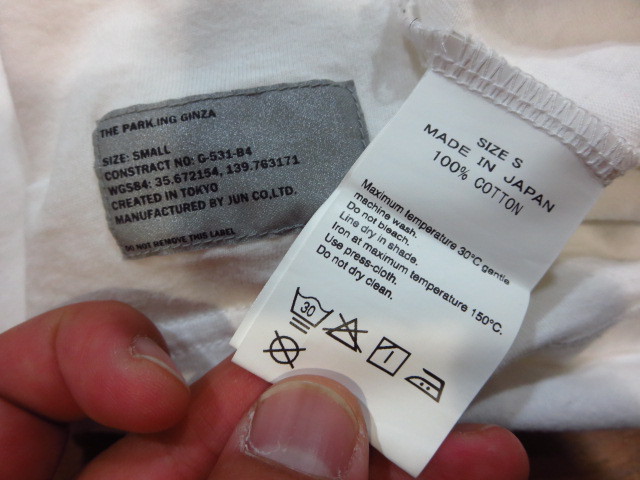 THE PARK.ING GINZA
SIZE: SMALL
CONSTRACT NO: G-531-B4
WGS84: 35.672154, 139.763171
CREATED IN TOKYO
MANUFACTURED BY JUN CO,LTD.
DO NOT REMOVE THIS LABEL
SIZE S
MADE IN JAPAN
100% COTTON
Maximum temperature 30°C gentle
machine wash.
Do not bleach.
Line dry in shade.
Iron at maximum temperature 150°C.
Use press-cloth.
Do not dry clean.
30